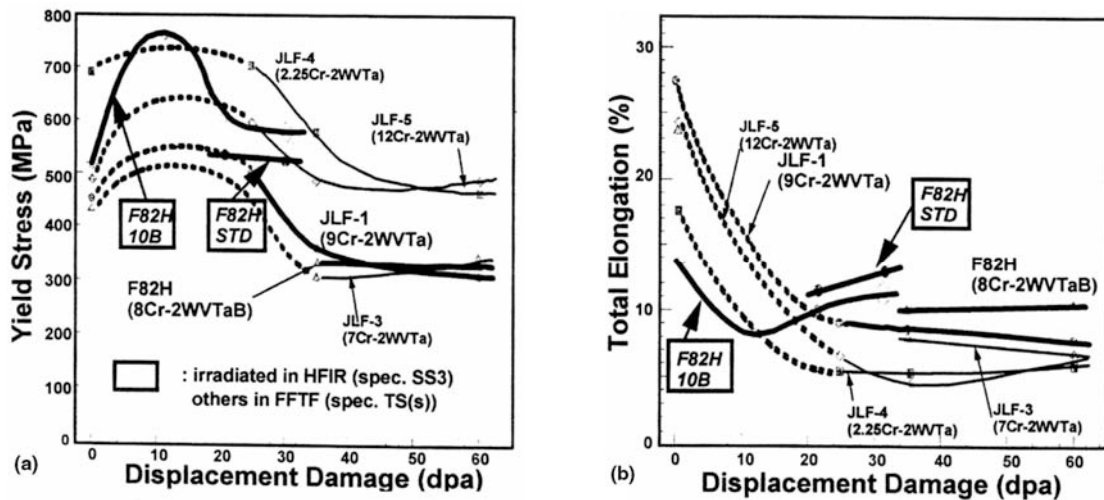 800
700
600
500
400
300
200
100
0
Yield Stress (MPa)
JLF-4
(2.25Cr-2WVTa)
JLF-5
(12Cr-2WVTa)
F82H
10B
F82H
STD
JLF-1
(9Cr-2WVTa)
F82H
(8Cr-2WVTaB)
JLF-3
(7Cr-2WVTa)
: irradiated in HFIR (spec. SS3)
others in FFTF (spec. TS(s))
0 10 20 30 40 50 60
Displacement Damage (dpa)
(a)
30
20
10
0
Total Elongation (%)
JLF-5
(12Cr-2WVTa)
JLF-1
(9Cr-2WVTa)
F82H
STD
F82H
(8Cr-2WVTaB)
F82H
10B
JLF-4
(2.25Cr-2WVTa)
JLF-3
(7Cr-2WVTa)
0 10 20 30 40 50 60
Displacement Damage (dpa)
(b)